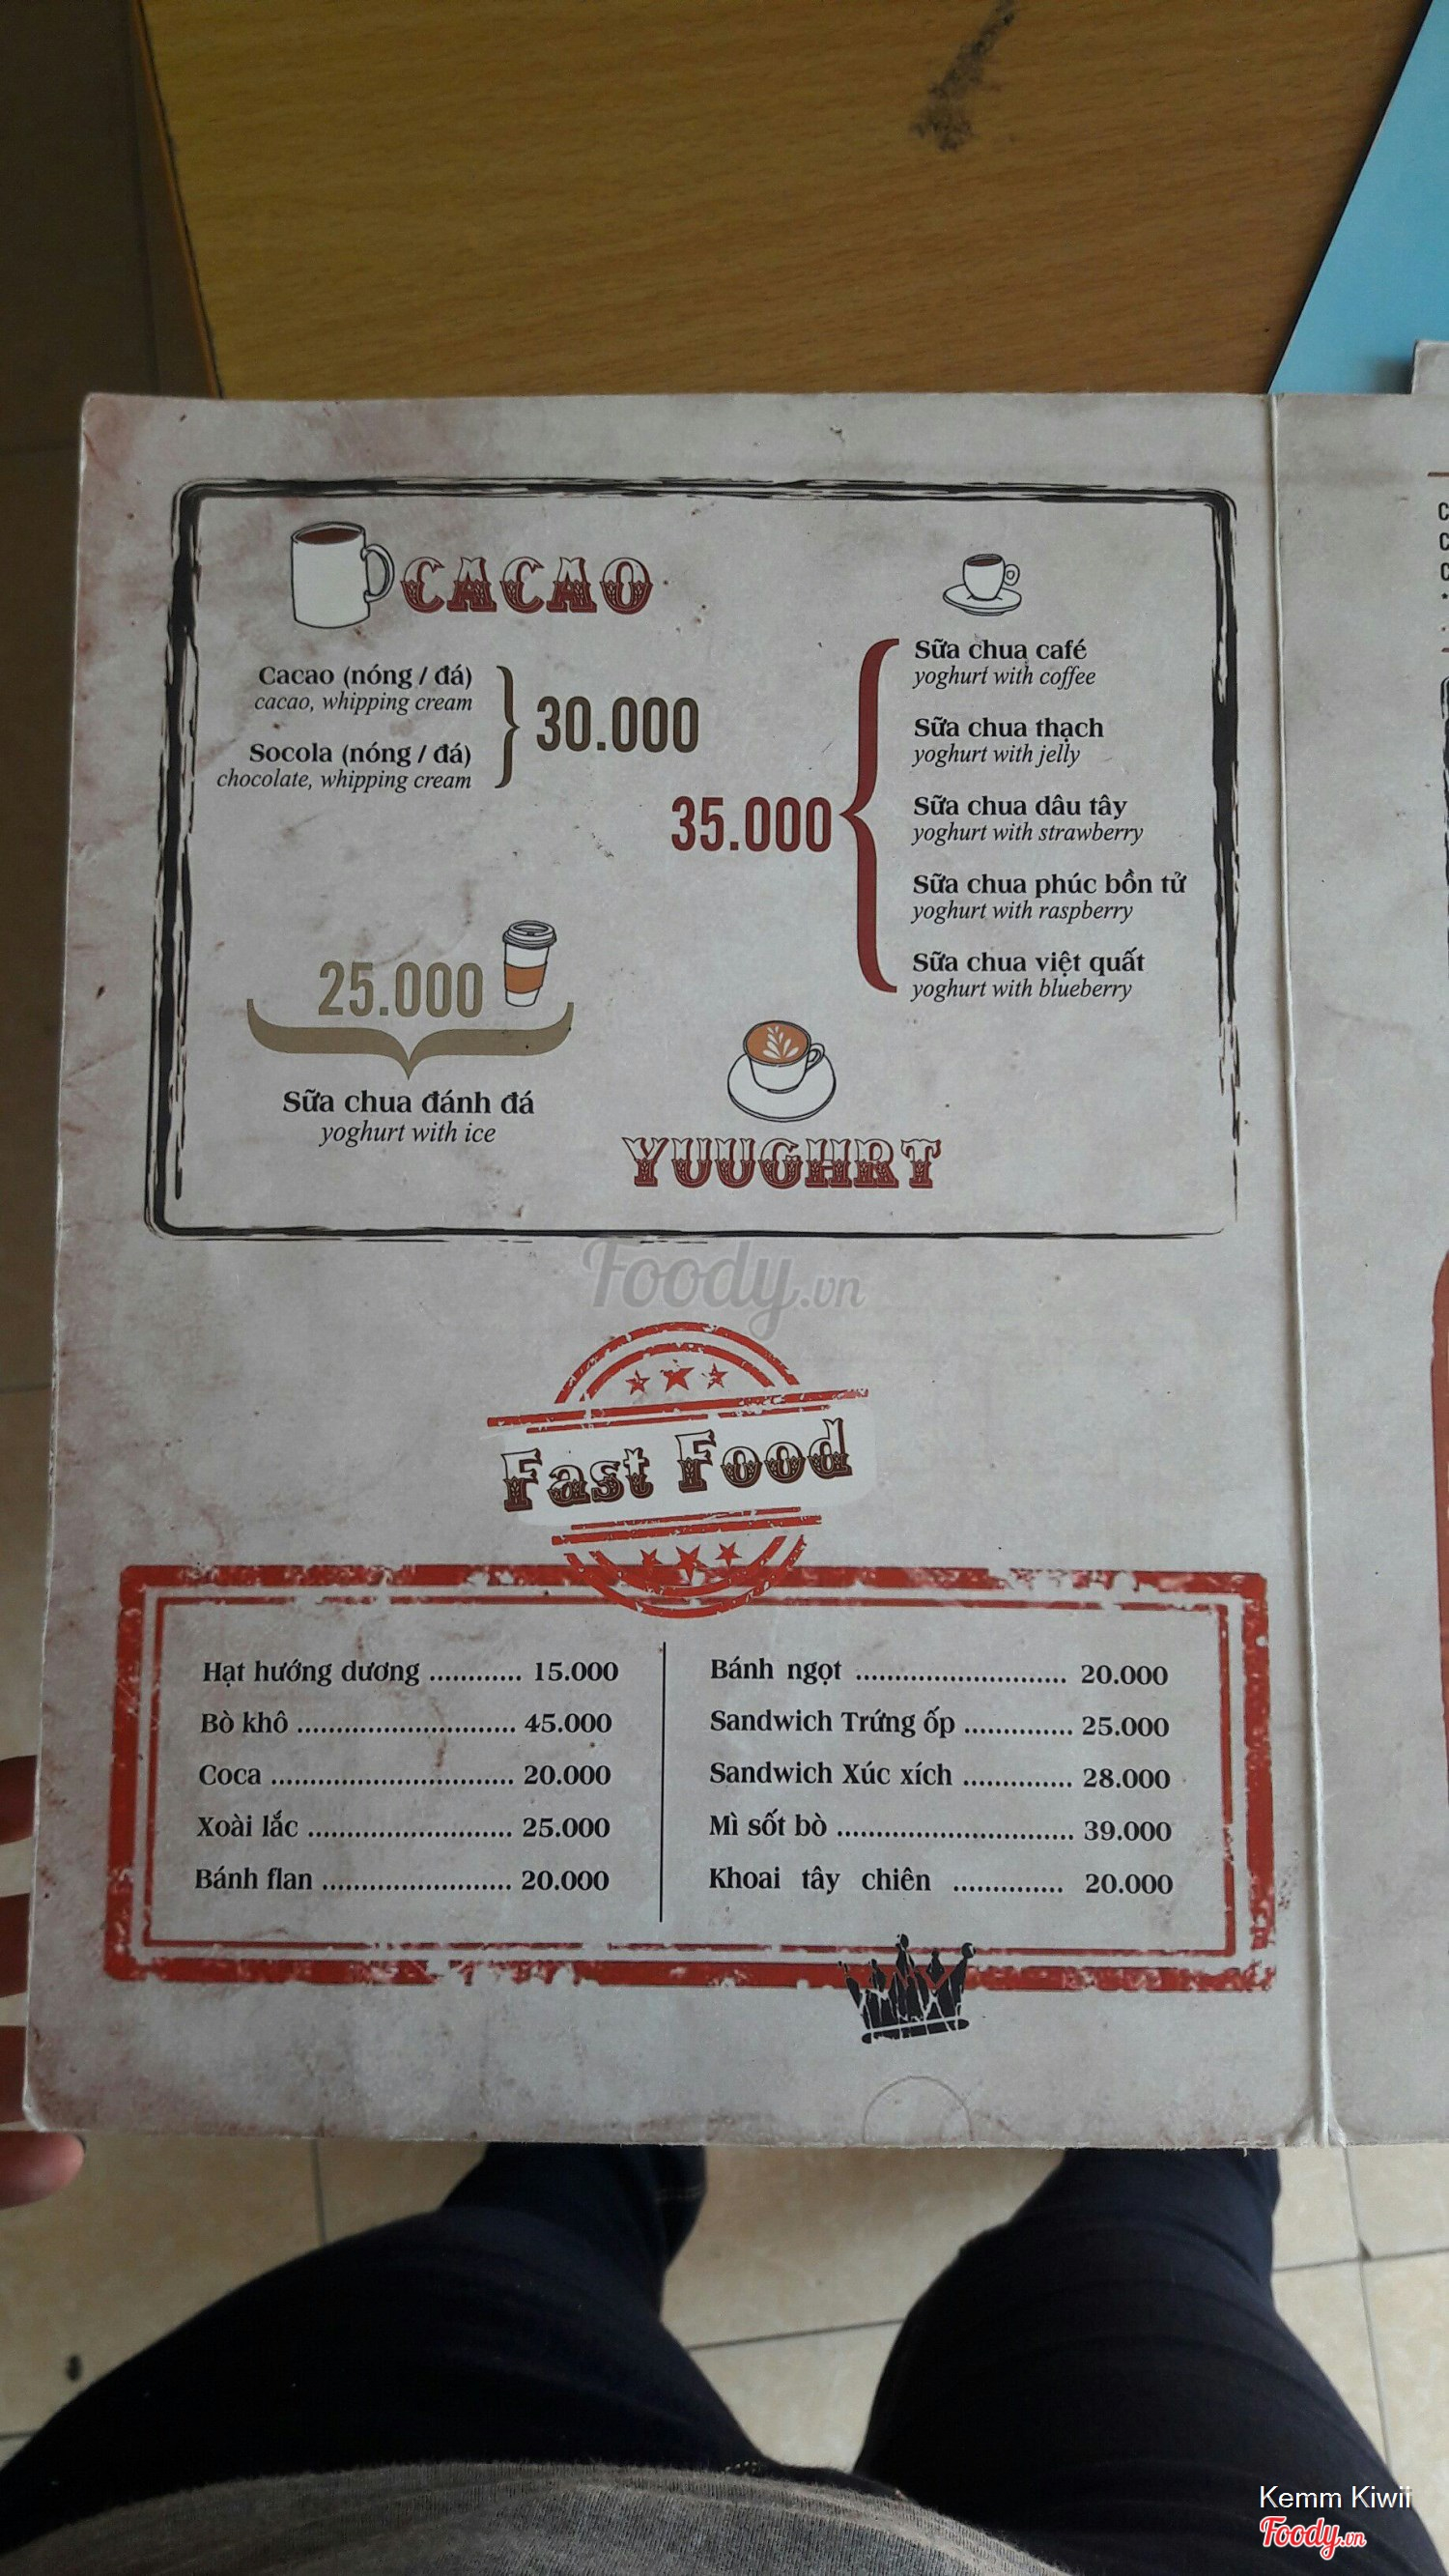 CACAO
Cacao (nóng / đá)
cacao, whipping cream
Socola (nóng / đá)
chocolate, whipping cream
30.000
35.000
Sữa chua café
yoghurt with coffee
Sữa chua thạch
yoghurt with jelly
Sữa chua dâu tây
yoghurt with strawberry
Sữa chua phúc bồn tử
yoghurt with raspberry
Sữa chua việt quất
yoghurt with blueberry
25.000
Sữa chua đánh đá
yoghurt with ice
YUUGHRT
Foody.vn
Fast Food
Hạt hướng dương ............ 15.000
Bò khô ............................ 45.000
Coca ............................... 20.000
Xoài lắc .......................... 25.000
Bánh flan ........................ 20.000
Bánh ngọt ........................... 20.000
Sandwich Trứng ốp .............. 25.000
Sandwich Xúc xích .............. 28.000
Mì sốt bò .............................. 39.000
Khoai tây chiên .............. 20.000
Kemm Kiwii
Foody.vn